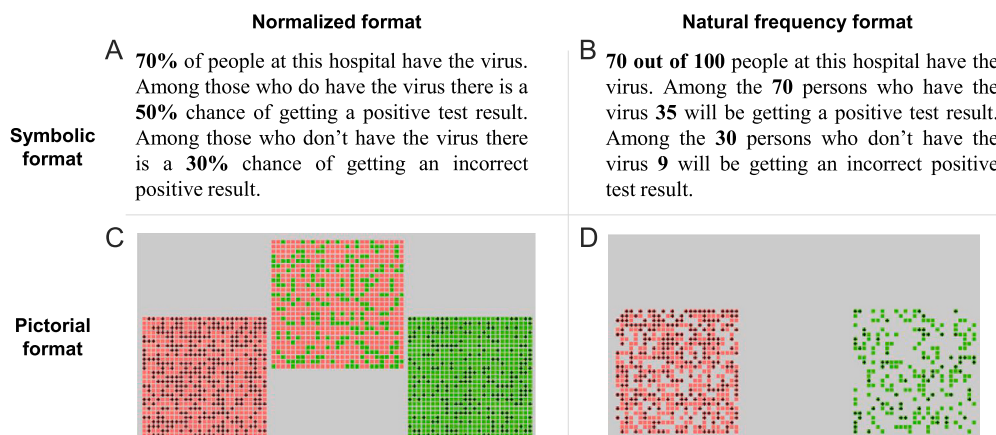 Normalized format
Natural frequency format
Symbolic
format
A
70% of people at this hospital have the virus.
Among those who do have the virus there is a
50% chance of getting a positive test result.
Among those who don't have the virus there
is a 30% chance of getting an incorrect
positive result.
B
70 out of 100 people at this hospital have the
virus. Among the 70 persons who have the
virus 35 will be getting a positive test result.
Among the 30 persons who don't have the
virus 9 will be getting an incorrect positive
test result.
Pictorial
format
C
D